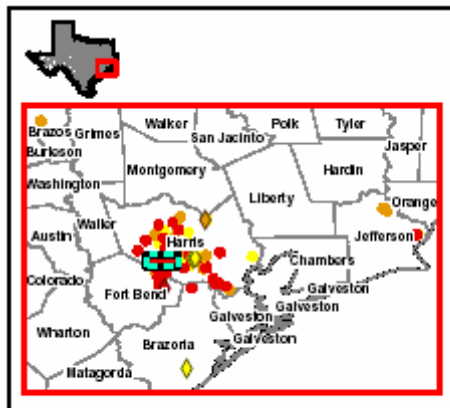 Walker
Polk
Tyler
Brazos
Grimes
San Jacinto
Jasper
Burleson
Montgomery
Hardin
Washington
Liberty
Orange
Walker
Austin
Harris
Jefferson
Chambers
Colorado
Fort Bend
Galveston
Galveston
Wharton
Galveston
Brazoria
Galveston
Matagorda